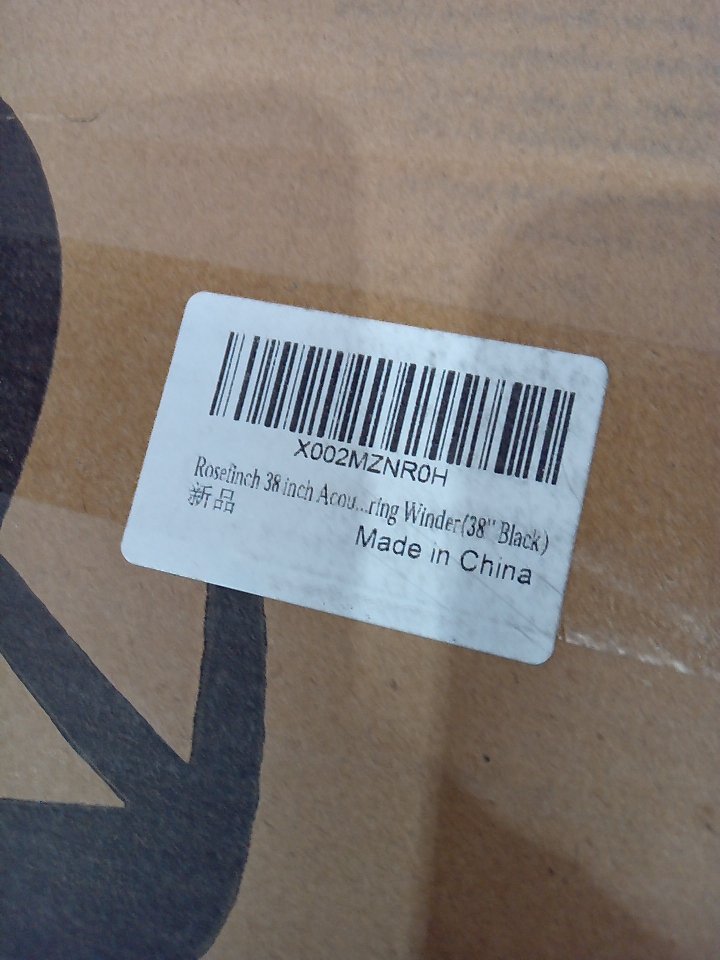 X002MZNR0H
Rosefinch 38 inch Acou...ring Winder(38" Black)
新品
Made in China